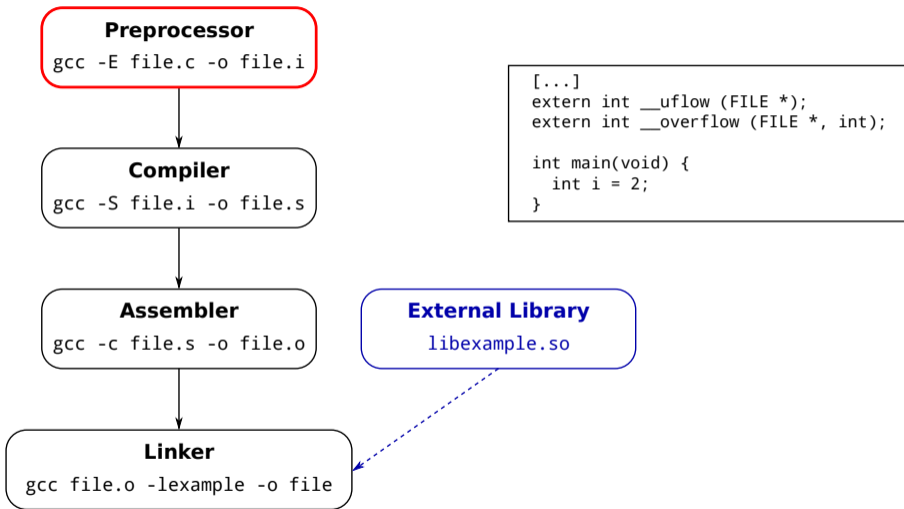 Preprocessor
gcc -E file.c -o file.i
Compiler
gcc -S file.i -o file.s
Assembler
gcc -c file.s -o file.o
Linker
gcc file.o -lexample -o file
External Library
libexample.so
[...]
extern int __uflow (FILE *);
extern int __overflow (FILE *, int);
int main(void) {
int i = 2;
}